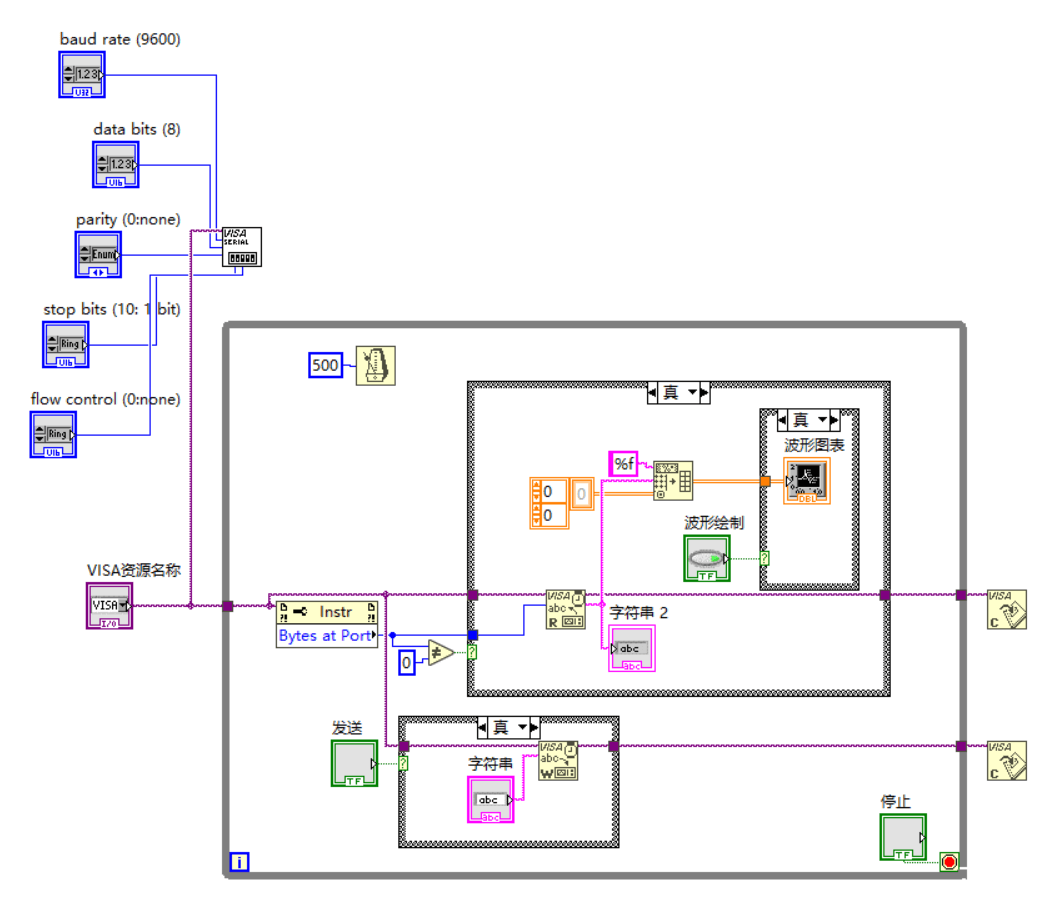 baud rate (9600)
1.23
U32
data bits (8)
1.23
U16
parity (0:none)
Enum
VISA
SERIAL
stop bits (10: 1 bit)
Ring
U16
flow control (0:none)
Ring
U16
500
真
真
波形图表
DBL
%f
0
0
0
波形绘制
TF
?
VISA资源名称
VISA
I/O
Instr
Bytes at Port
?!
?!
0
≠
?
VISA
abc
R
字符串 2
abc
abc
VISA
C
发送
TF
真
?
字符串
abc
abc
VISA
abc
W
VISA
C
停止
TF
i